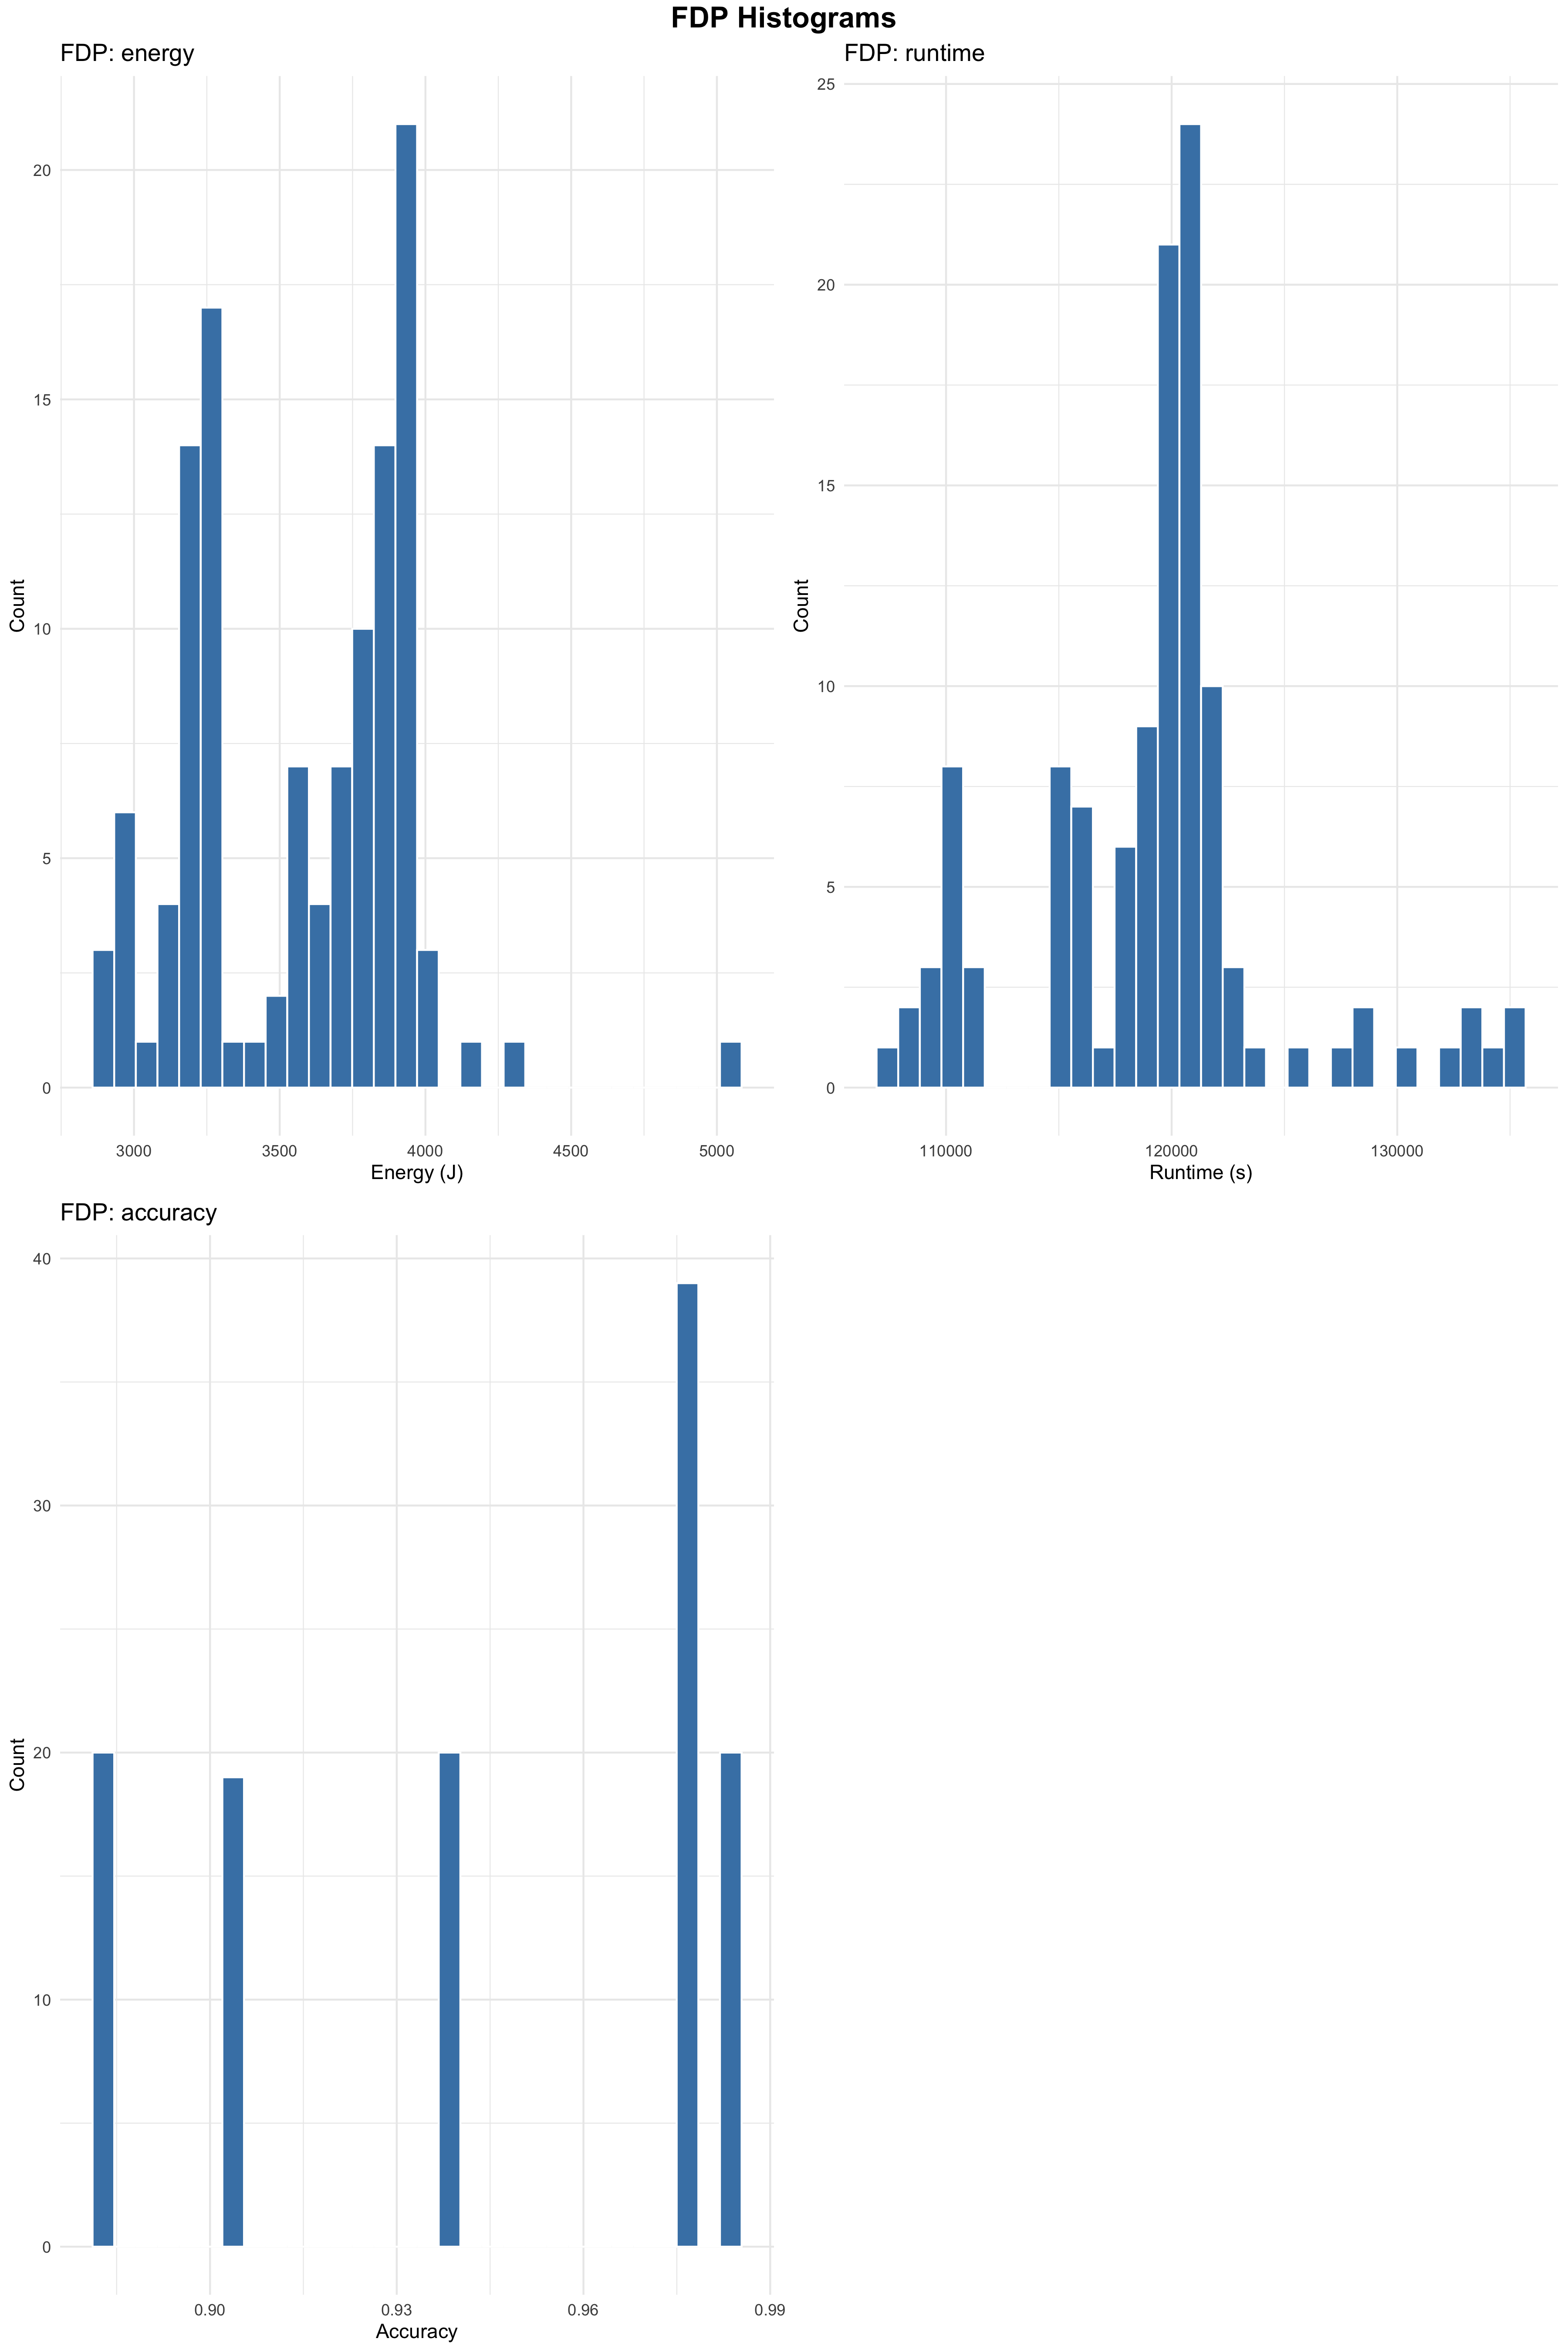 FDP Histograms
FDP: energy
20
15
10
5
0
Count
3000 3500 4000 4500 5000
Energy (J)
FDP: runtime
25
20
15
10
5
0
Count
110000 120000 130000
Runtime (s)
FDP: accuracy
40
30
20
10
0
Count
0.90 0.93 0.96 0.99
Accuracy